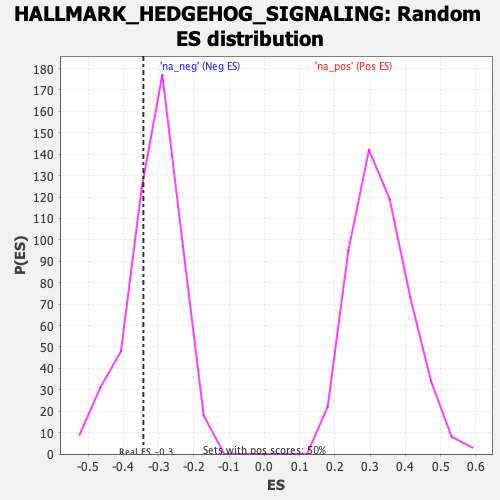 HALLMARK_HEDGEHOG_SIGNALING: Random
ES distribution
'na_neg' (Neg ES)
'na_pos' (Pos ES)
180
170
160
150
140
130
120
110
100
90
80
70
60
50
40
30
20
10
0
P(ES)
Real ES -0.3
Sets with pos scores: 50%
-0.5 -0.4 -0.3 -0.2 -0.1 0.0 0.1 0.2 0.3 0.4 0.5 0.6
ES